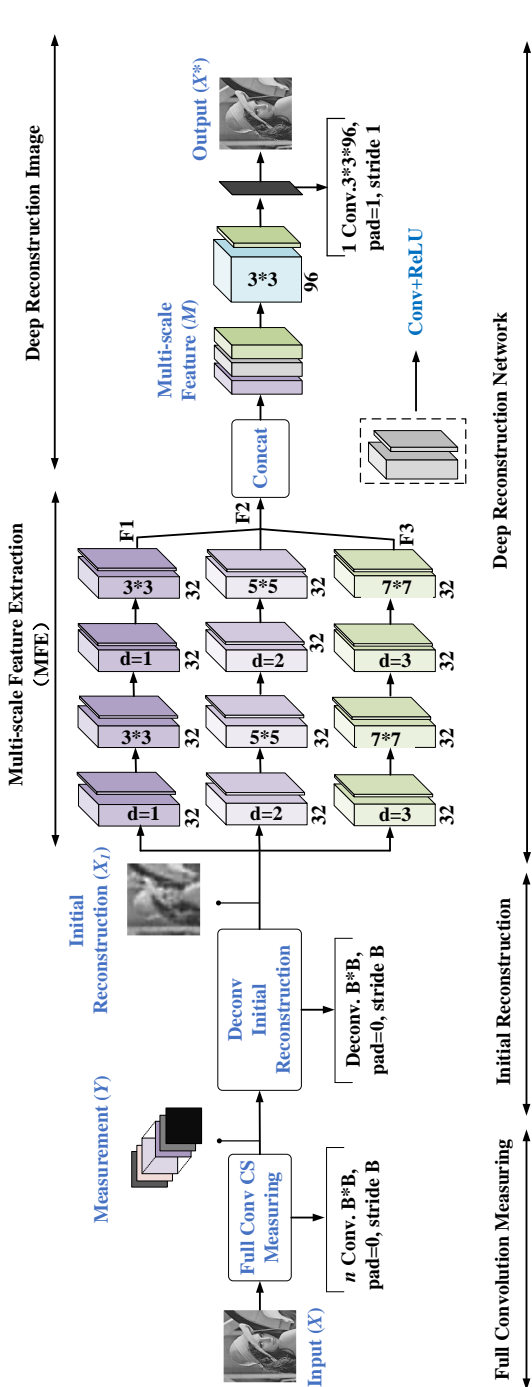 Multi-scale Feature Extraction
（MFE）
Deep Reconstruction Image
Input (X)
Full Conv CS
Measuring
n Conv. B*B,
pad=0, stride B
Measurement (Y)
Deconv
Initial
Reconstruction
Deconv. B*B,
pad=0, stride B
Initial
Reconstruction (X₁)
d=1
32
3*3
32
d=1
32
3*3
32
F1
d=2
32
5*5
32
d=2
32
5*5
32
F2
d=3
32
7*7
32
d=3
32
7*7
32
F3
Concat
Multi-scale
Feature (M)
3*3
96
1 Conv.3*3*96,
pad=1, stride 1
Output (X*)
Conv+ReLU
Full Convolution Measuring
Initial Reconstruction
Deep Reconstruction Network